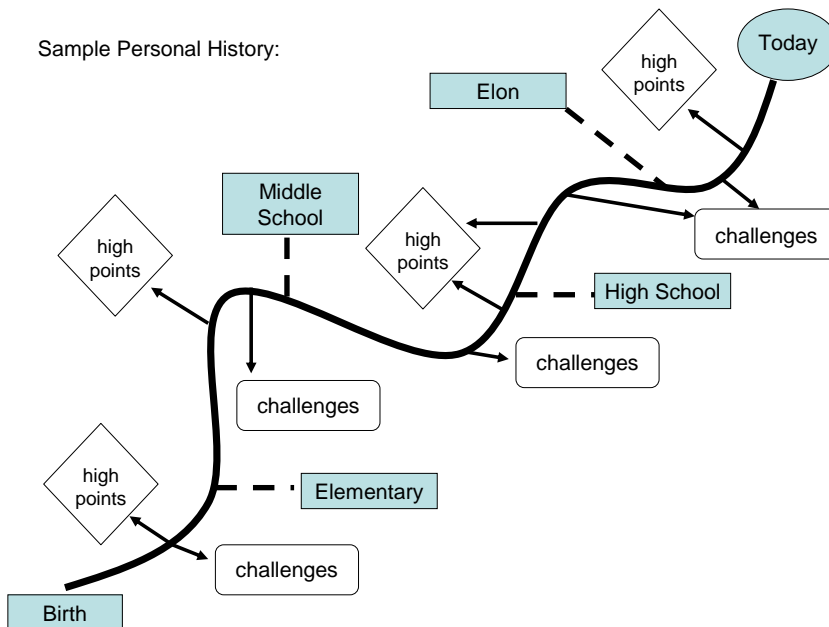 Sample Personal History:
Today
high
points
Elon
Middle
School
challenges
high
points
high
points
High School
challenges
challenges
high
points
Elementary
challenges
Birth